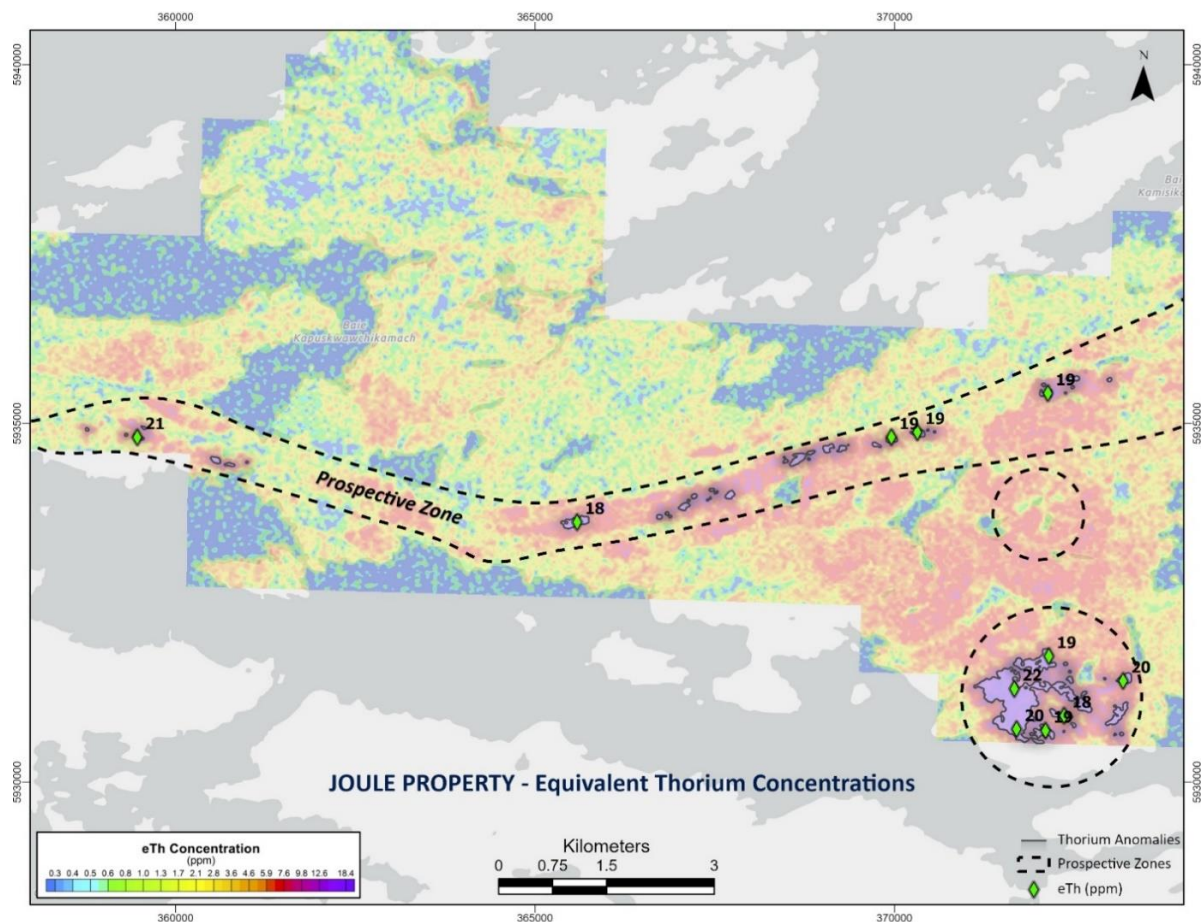 360000
365000
370000
5940000
5940000
N
Baie
Kapuskwawchikamach
5935000
5935000
21
19
19
19
Prospective Zone
18
19
20
22
18
20
19
5930000
5930000
JOULE PROPERTY - Equivalent Thorium Concentrations
eTh Concentration
(ppm)
0.3 0.4 0.5 0.6 0.8 1.0 1.3 1.7 2.2 2.8 3.6 4.6 5.9 7.6 9.8 12.6 18.4
Kilometers
0 0.75 1.5 3
Thorium Anomalies
Prospective Zones
eTh (ppm)
360000
365000
370000